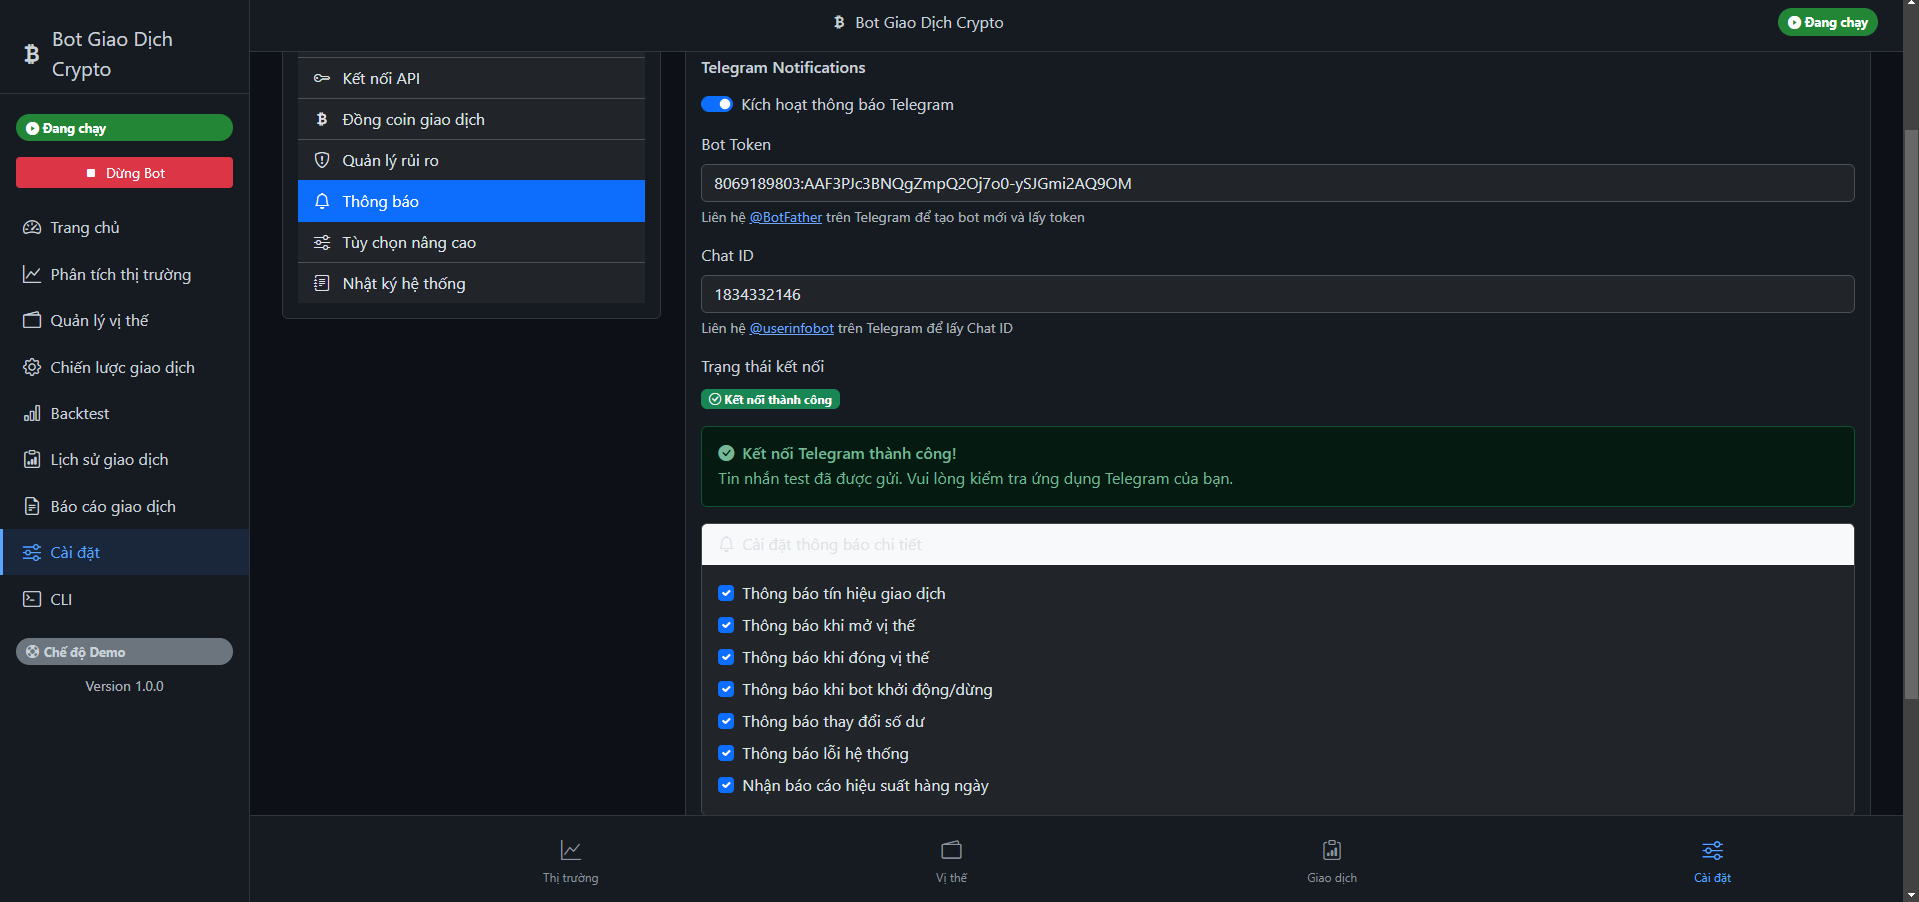 Bot Giao Dịch
Crypto
Đang chạy
Dừng Bot
Trang chủ
Phân tích thị trường
Quản lý vị thế
Chiến lược giao dịch
Backtest
Lịch sử giao dịch
Báo cáo giao dịch
Cài đặt
CLI
Chế độ Demo
Version 1.0.0
Bot Giao Dịch Crypto
Đang chạy
Kết nối API
Đồng coin giao dịch
Quản lý rủi ro
Thông báo
Tùy chọn nâng cao
Nhật ký hệ thống
Telegram Notifications
Kích hoạt thông báo Telegram
Bot Token
8069189803:AAF3PJc3BNQgZmpQ2Oj7o0-ySJGmi2AQ9OM
Liên hệ @BotFather trên Telegram để tạo bot mới và lấy token
Chat ID
1834332146
Liên hệ @userinfobot trên Telegram để lấy Chat ID
Trạng thái kết nối
Kết nối thành công
Kết nối Telegram thành công!
Tin nhắn test đã được gửi. Vui lòng kiểm tra ứng dụng Telegram của bạn.
Cài đặt thông báo chi tiết
Thông báo tín hiệu giao dịch
Thông báo khi mở vị thế
Thông báo khi đóng vị thế
Thông báo khi bot khởi động/dừng
Thông báo thay đổi số dư
Thông báo lỗi hệ thống
Nhận báo cáo hiệu suất hàng ngày
Thị trường
Vị thế
Giao dịch
Cài đặt